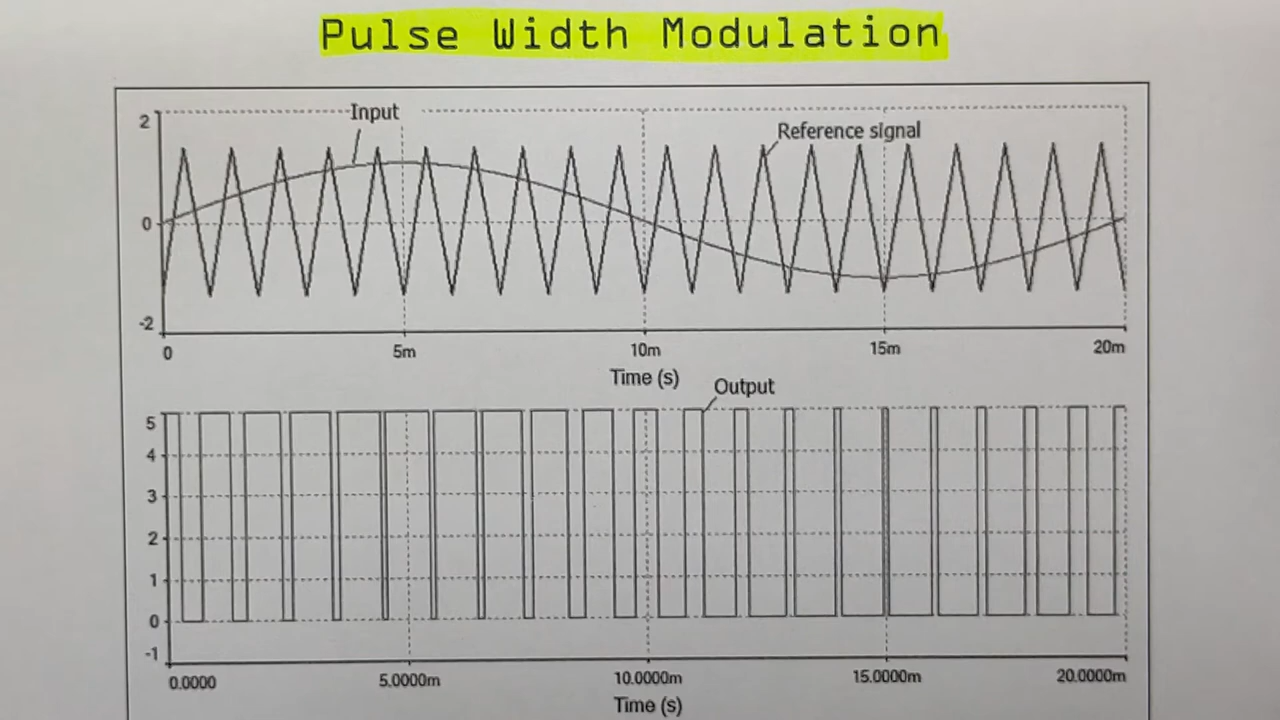 Pulse Width Modulation
Input
Reference signal
2
0
-2
0 5m 10m 15m 20m
Time (s)
Output
5
4
3
2
1
0
-1
0.0000 5.0000m 10.0000m 15.0000m 20.0000m
Time (s)